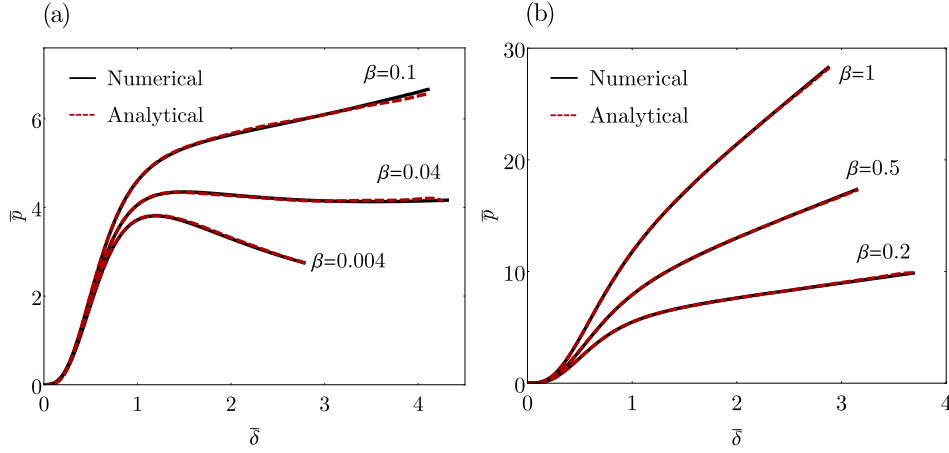 (a)
Numerical
Analytical
β=0.1
β=0.04
β=0.004
p̅
6
4
2
0
0 1 2 3 4
δ̅
(b)
Numerical
Analytical
β=1
β=0.5
β=0.2
p̅
30
20
10
0
0 1 2 3 4
δ̅